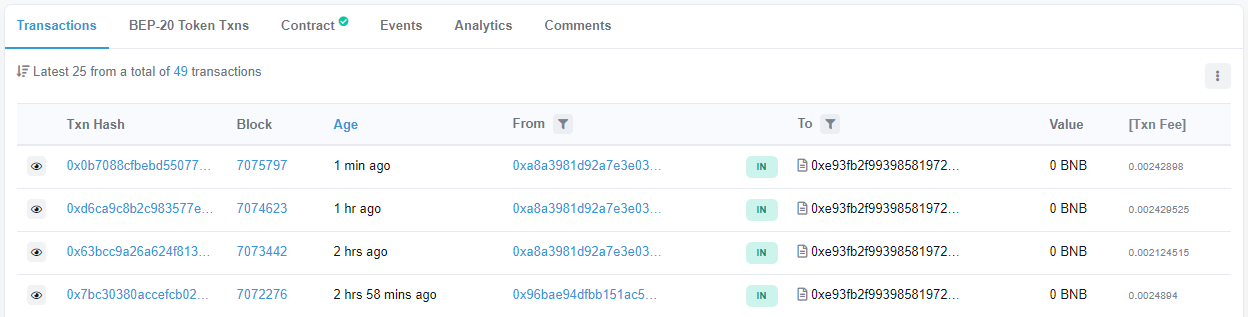 Transactions BEP-20 Token Txns Contract Events Analytics Comments
Latest 25 from a total of 49 transactions
Txn Hash Block Age From To Value [Txn Fee]
0x0b7088cfbebd55077... 7075797 1 min ago 0xa8a3981d92a7e3e03... IN 0xe93fb2f99398581972... 0 BNB 0.00242898
0xd6ca9c8b2c983577e... 7074623 1 hr ago 0xa8a3981d92a7e3e03... IN 0xe93fb2f99398581972... 0 BNB 0.002429525
0x63bcc9a26a624f813... 7073442 2 hrs ago 0xa8a3981d92a7e3e03... IN 0xe93fb2f99398581972... 0 BNB 0.002124515
0x7bc30380accefcb02... 7072276 2 hrs 58 mins ago 0x96bae94dfbb151ac5... IN 0xe93fb2f99398581972... 0 BNB 0.0024894